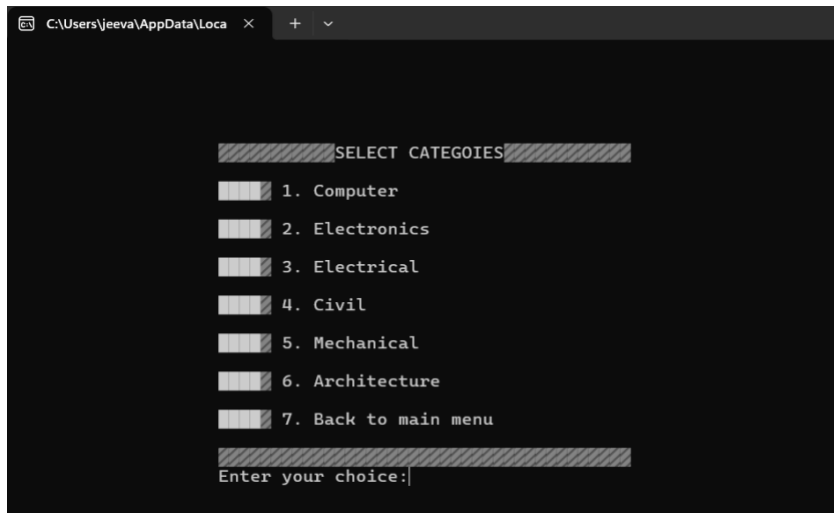 C:\Users\jeeva\AppData\Loca
SELECT CATEGOIES
1. Computer
2. Electronics
3. Electrical
4. Civil
5. Mechanical
6. Architecture
7. Back to main menu
Enter your choice: